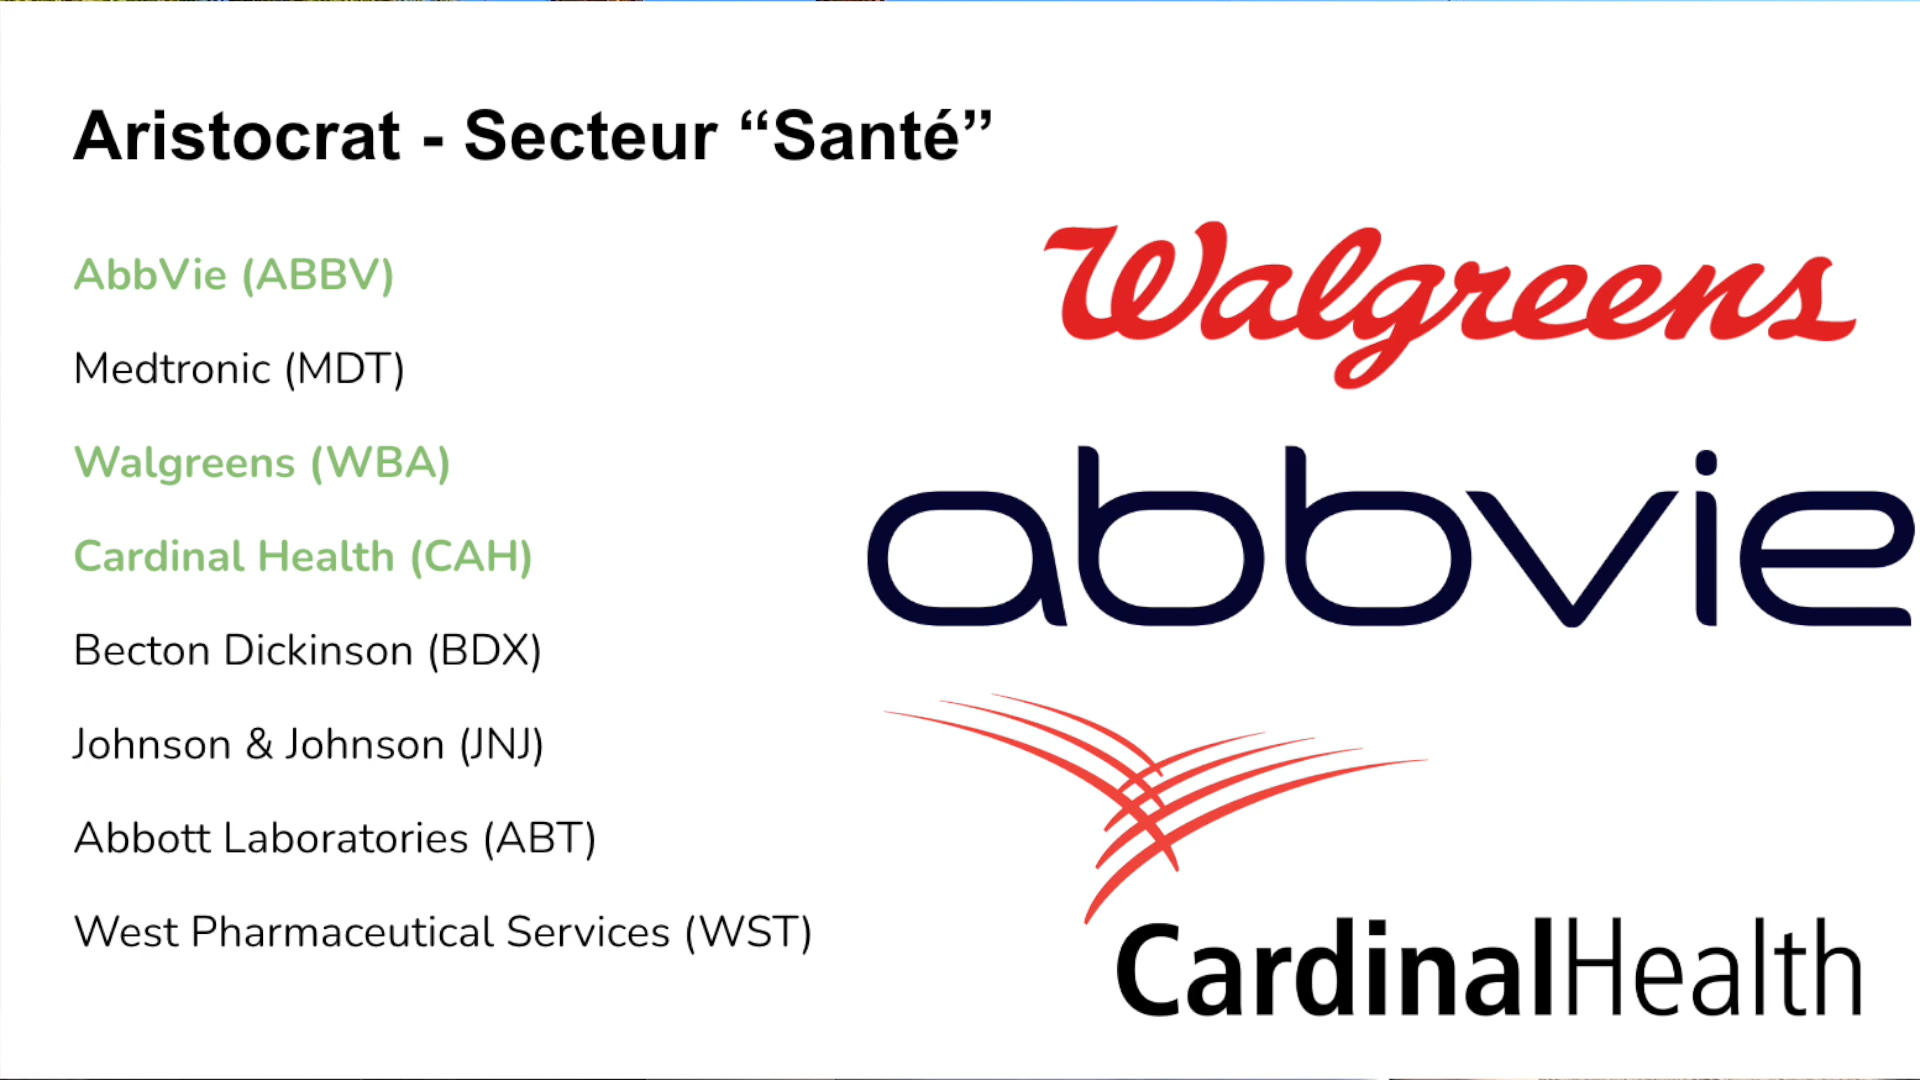 Aristocrat - Secteur “Santé”
AbbVie (ABBV)
Medtronic (MDT)
Walgreens (WBA)
Cardinal Health (CAH)
Becton Dickinson (BDX)
Johnson & Johnson (JNJ)
Abbott Laboratories (ABT)
West Pharmaceutical Services (WST)
Walgreens
abbvie
CardinalHealth